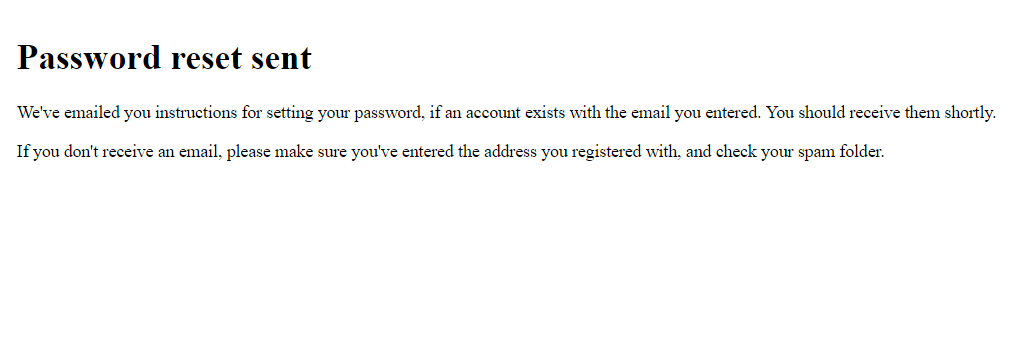 Password reset sent
We've emailed you instructions for setting your password, if an account exists with the email you entered. You should receive them shortly.
If you don't receive an email, please make sure you've entered the address you registered with, and check your spam folder.